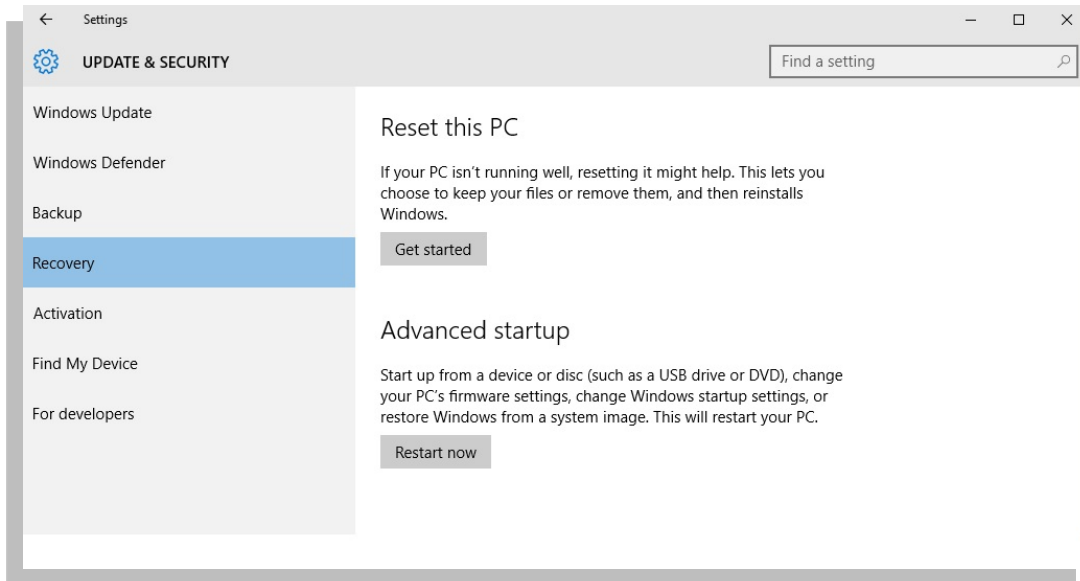 Settings
UPDATE & SECURITY
Find a setting
Windows Update
Windows Defender
Backup
Recovery
Activation
Find My Device
For developers
Reset this PC
If your PC isn't running well, resetting it might help. This lets you
choose to keep your files or remove them, and then reinstalls
Windows.
Get started
Advanced startup
Start up from a device or disc (such as a USB drive or DVD), change
your PC's firmware settings, change Windows startup settings, or
restore Windows from a system image. This will restart your PC.
Restart now